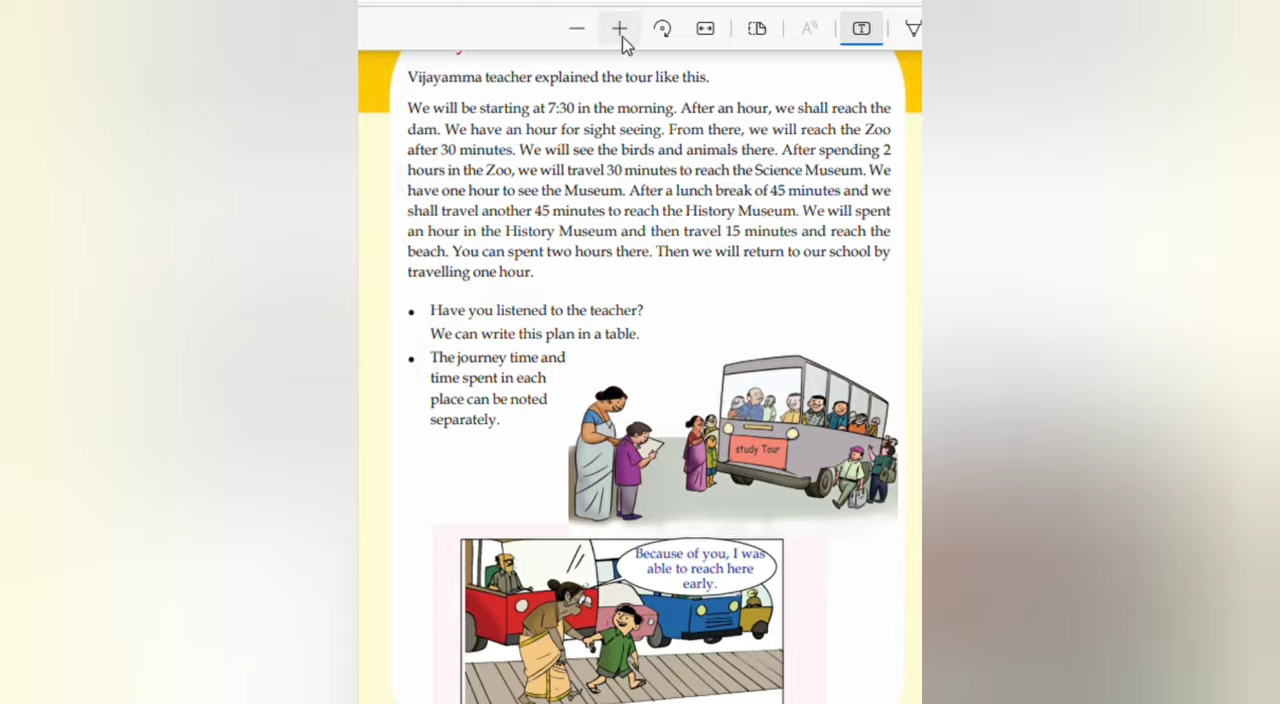 Vijayamma teacher explained the tour like this.
We will be starting at 7:30 in the morning. After an hour, we shall reach the
dam. We have an hour for sight seeing. From there, we will reach the Zoo
after 30 minutes. We will see the birds and animals there. After spending 2
hours in the Zoo, we will travel 30 minutes to reach the Science Museum. We
have one hour to see the Museum. After a lunch break of 45 minutes and we
shall travel another 45 minutes to reach the History Museum. We will spent
an hour in the History Museum and then travel 15 minutes and reach the
beach. You can spent two hours there. Then we will return to our school by
travelling one hour.
• Have you listened to the teacher?
We can write this plan in a table.
• The journey time and
time spent in each
place can be noted
separately.
study Tour
Because of you, I was
able to reach here
early.